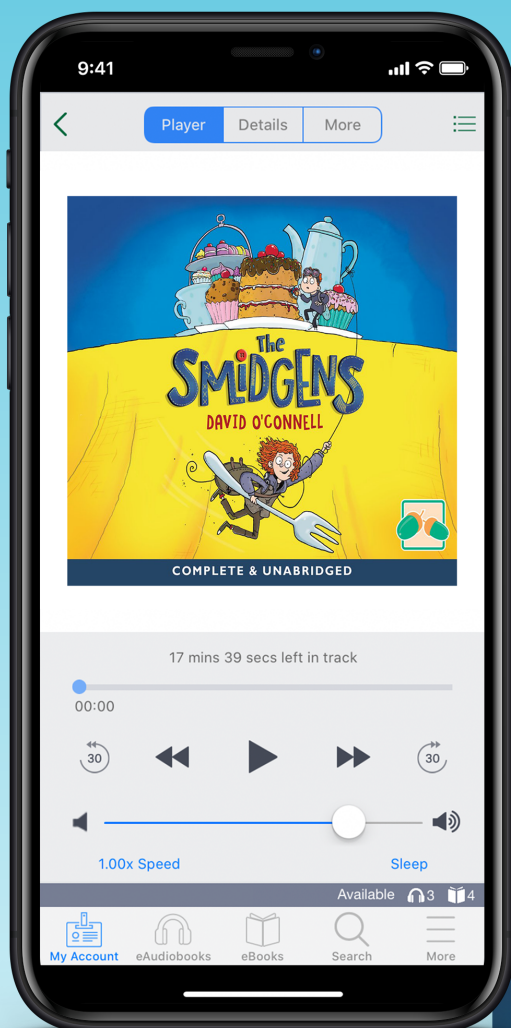 9:41
Player Details More
The
SMIDGENS
DAVID O'CONNELL
COMPLETE & UNABRIDGED
17 mins 39 secs left in track
00:00
30 30
1.00x Speed Sleep
Available 3 4
My Account eAudiobooks eBooks Search More